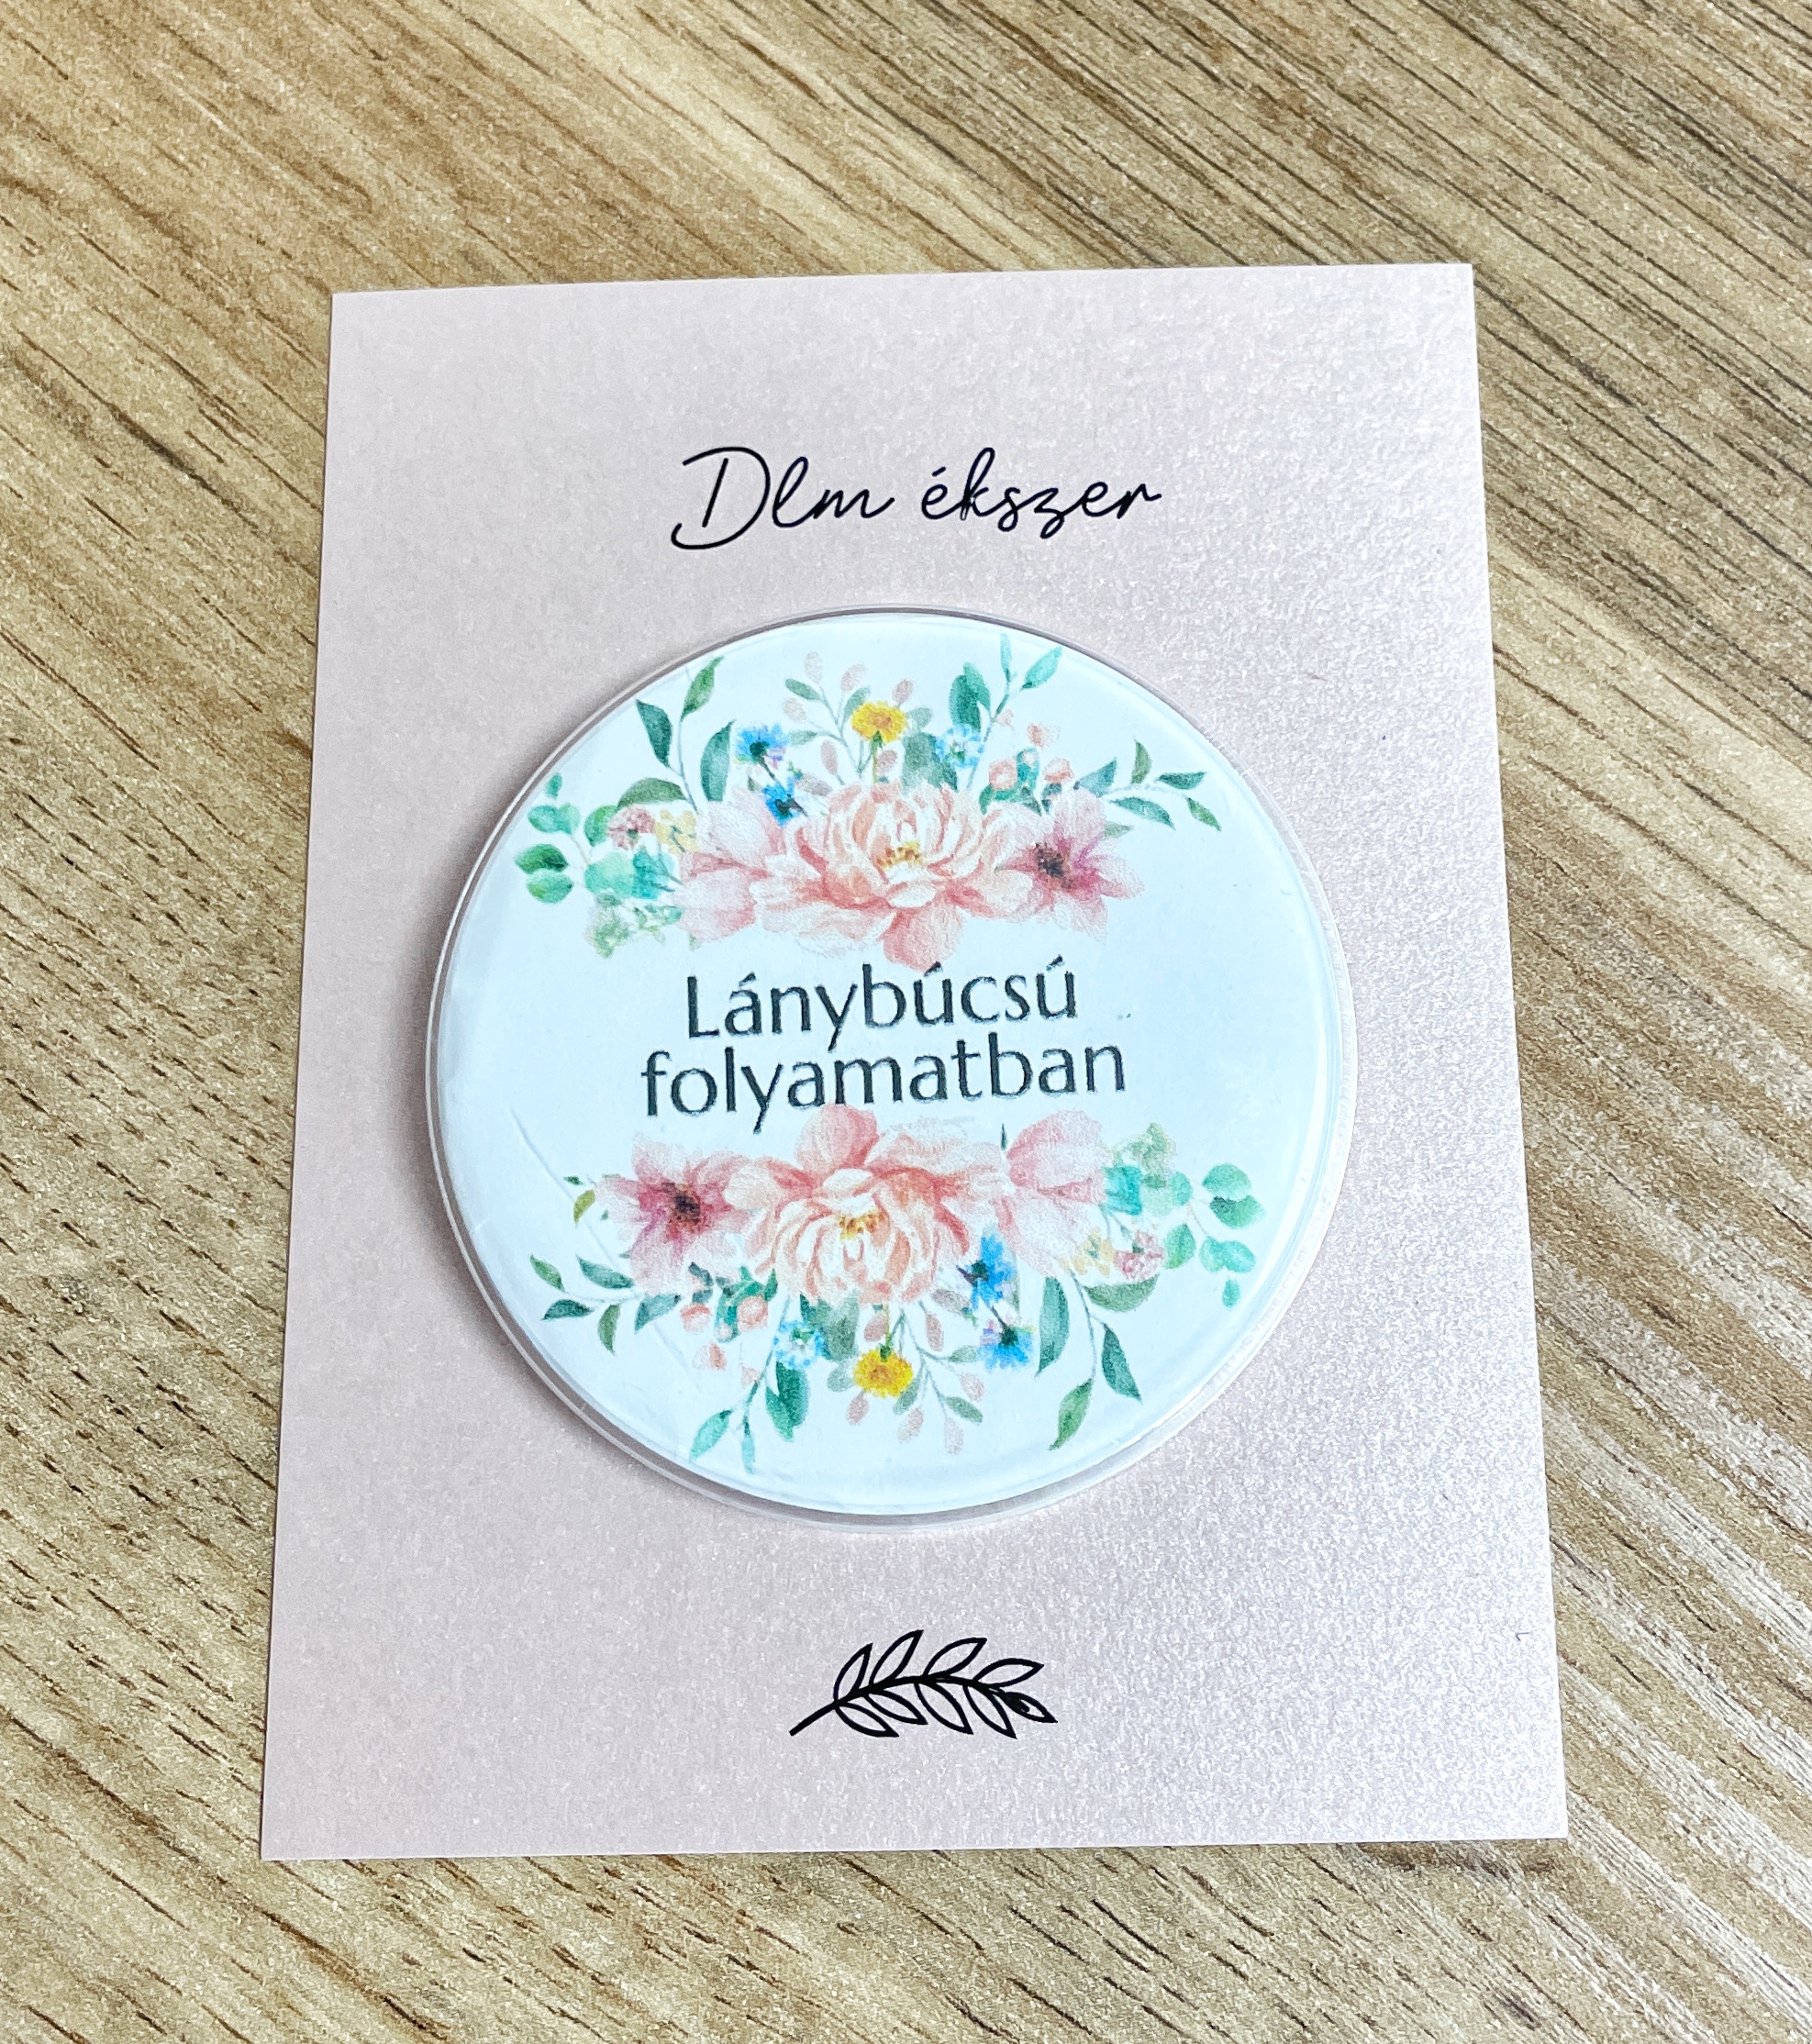 Dlm ékszer
Lánybúcsú
folyamatban